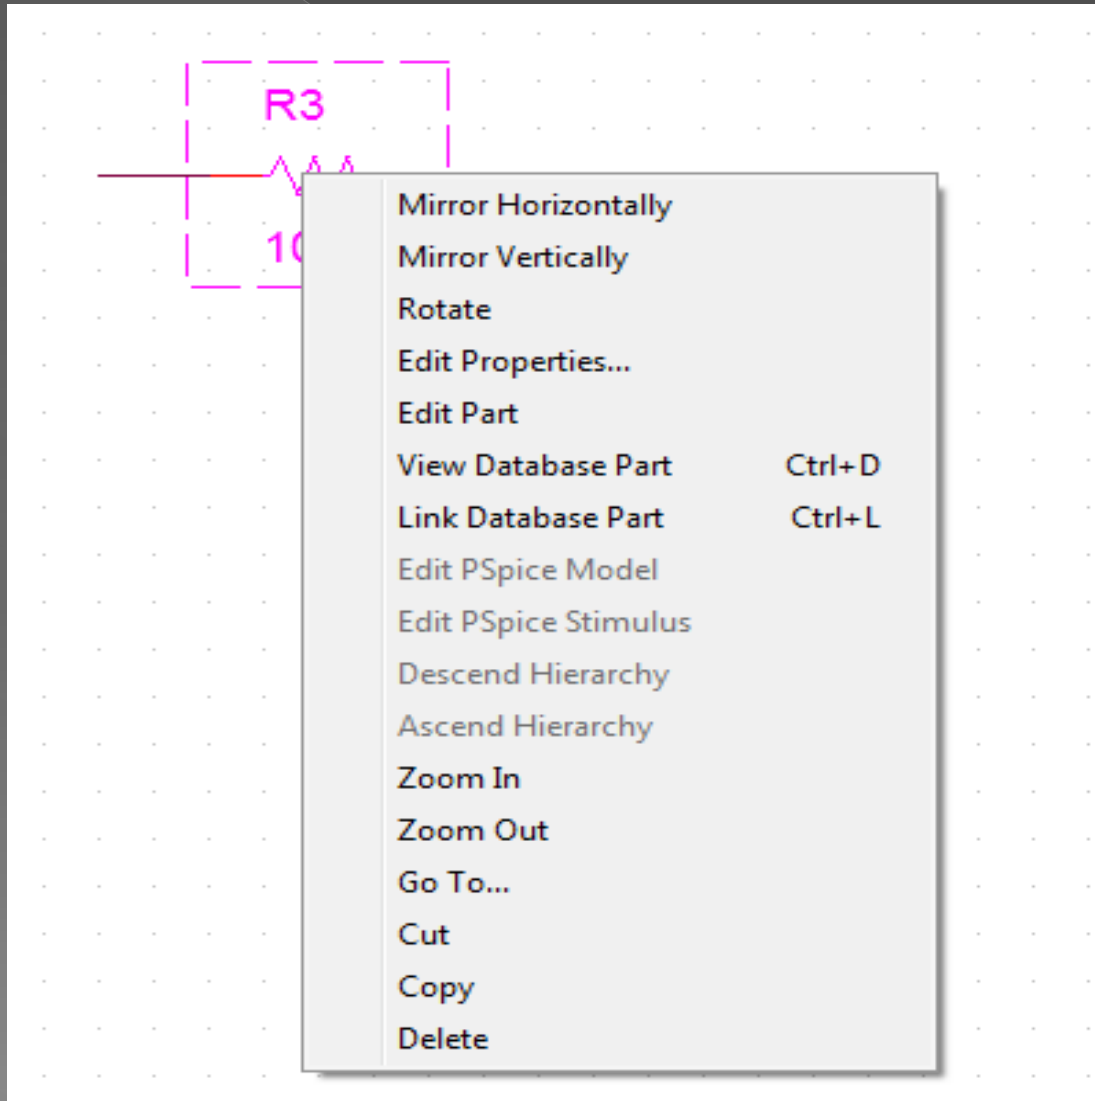 R3
10
Mirror Horizontally
Mirror Vertically
Rotate
Edit Properties...
Edit Part
View Database Part Ctrl+D
Link Database Part Ctrl+L
Edit PSpice Model
Edit PSpice Stimulus
Descend Hierarchy
Ascend Hierarchy
Zoom In
Zoom Out
Go To...
Cut
Copy
Delete